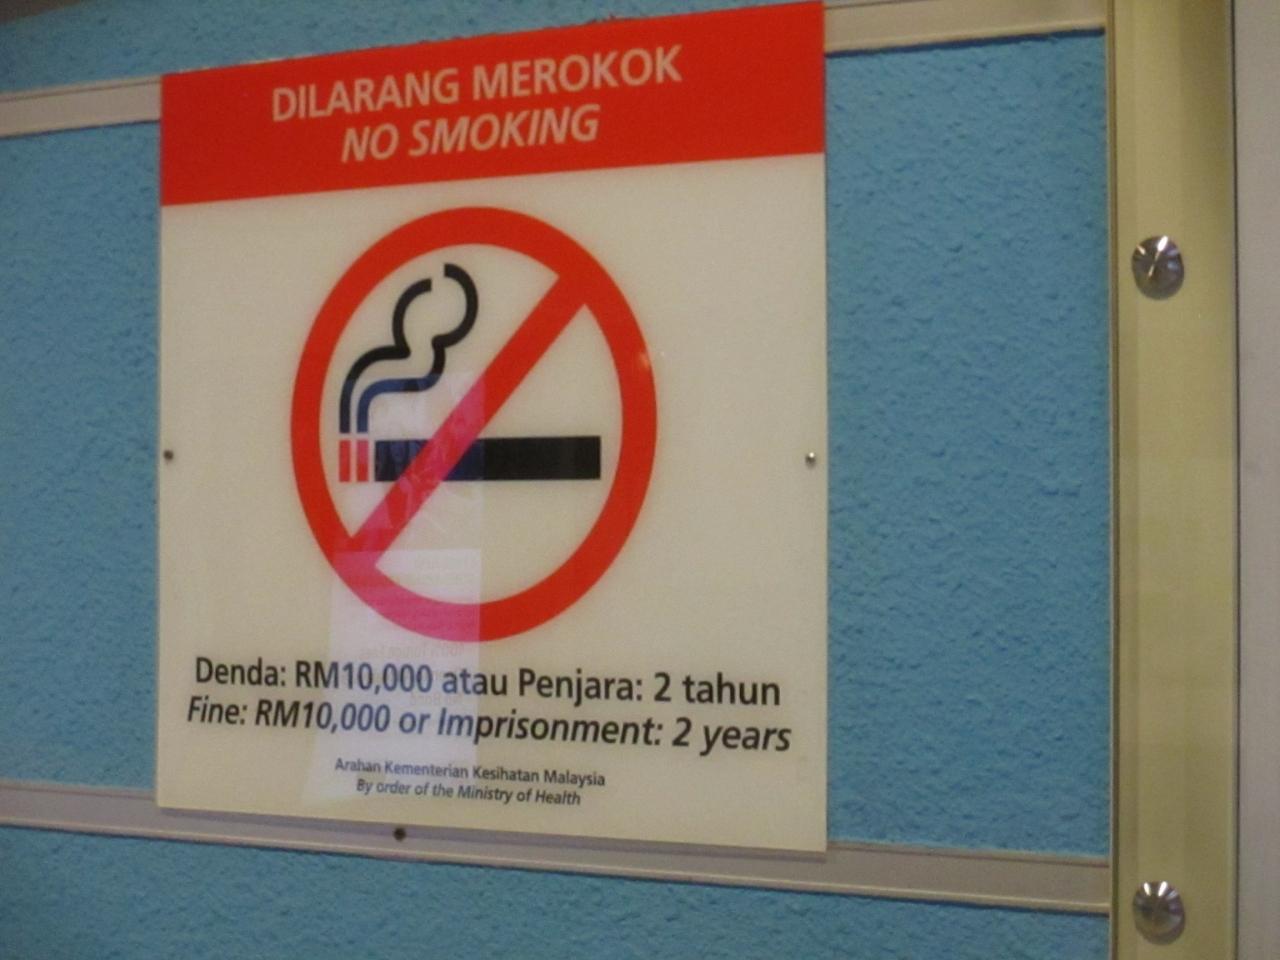 DILARANG MEROKOK
NO SMOKING
Denda: RM10,000 atau Penjara: 2 tahun
Fine: RM10,000 or Imprisonment: 2 years
Arahan Kementerian Kesihatan Malaysia
By order of the Ministry of Health